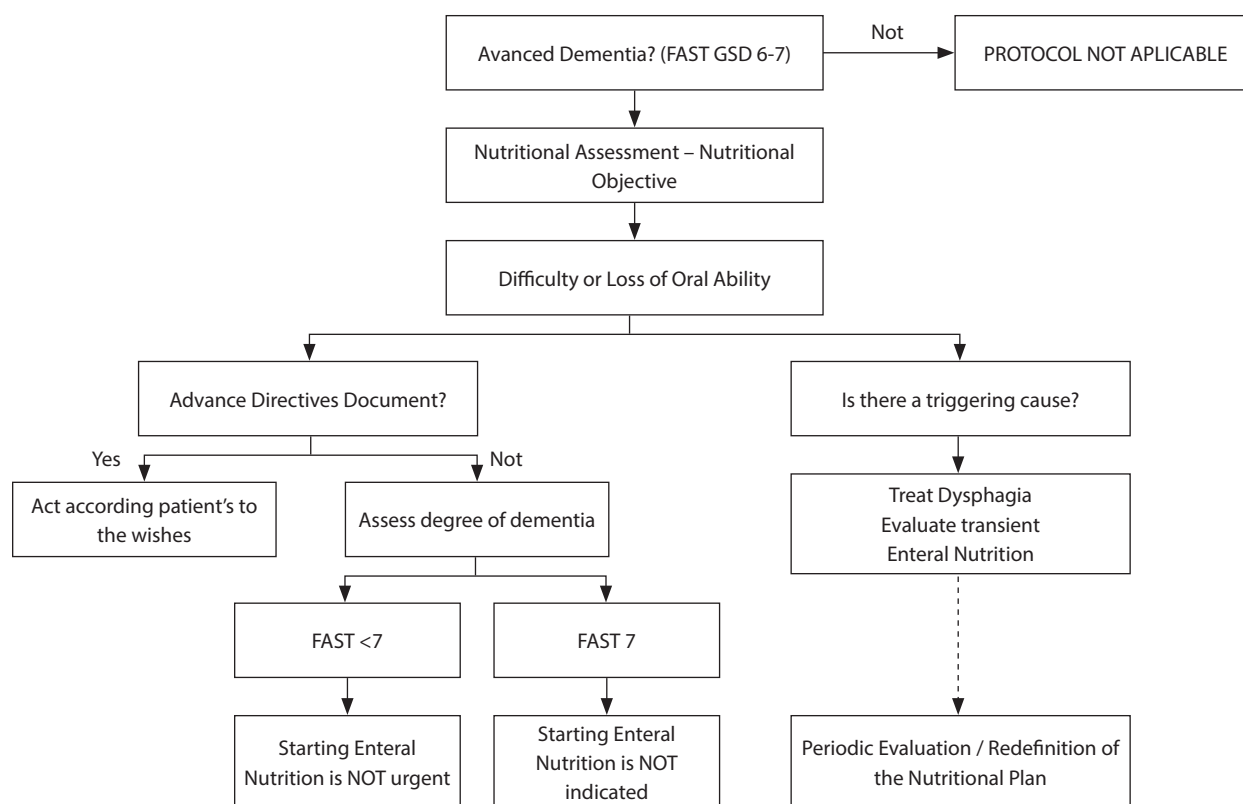 Avanced Dementia? (FAST GSD 6-7)
Not
PROTOCOL NOT APLICABLE
Nutritional Assessment – Nutritional
Objective
Difficulty or Loss of Oral Ability
Advance Directives Document?
Is there a triggering cause?
Yes
Not
Act according patient's to
the wishes
Assess degree of dementia
Treat Dysphagia
Evaluate transient
Enteral Nutrition
FAST <7
FAST 7
Starting Enteral
Nutrition is NOT urgent
Starting Enteral
Nutrition is NOT
indicated
Periodic Evaluation / Redefinition of
the Nutritional Plan